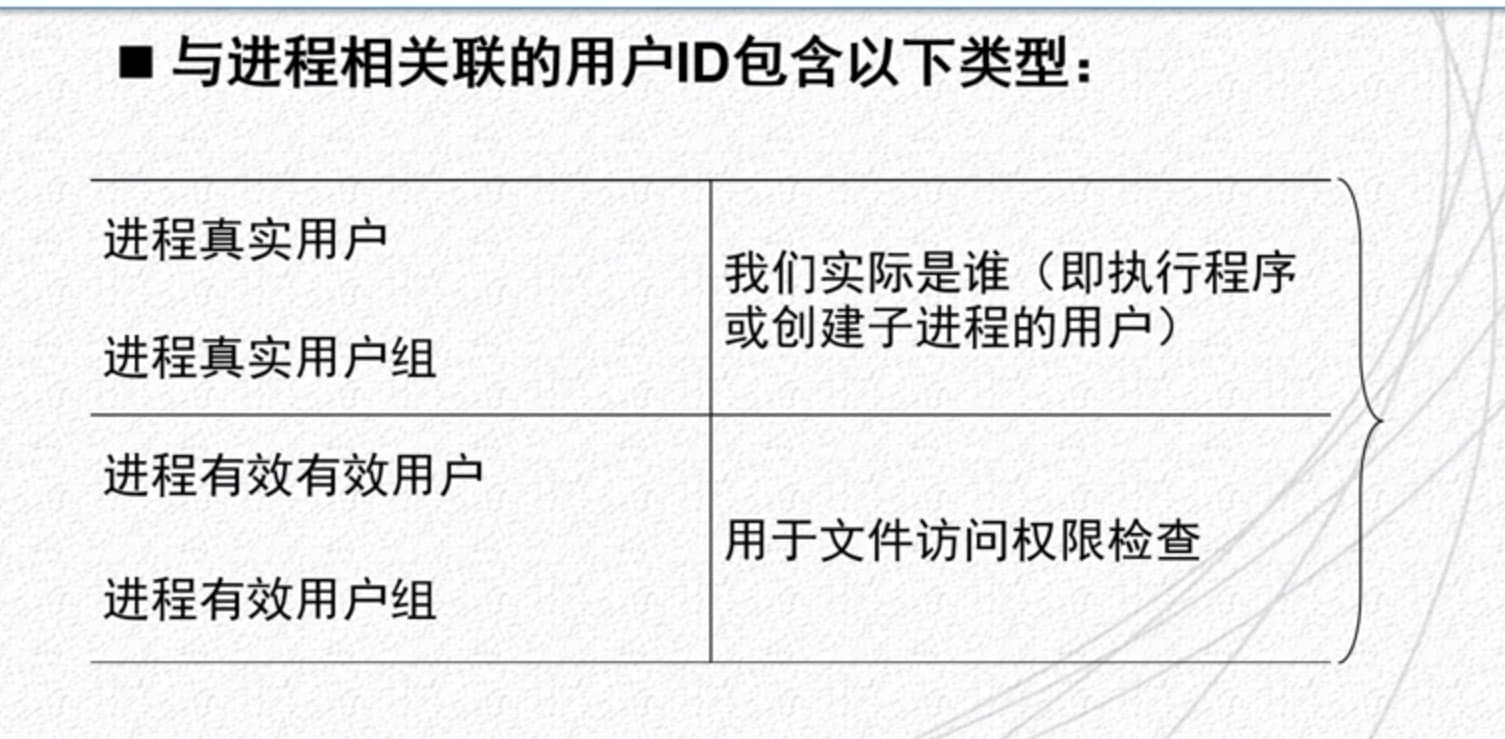 ■ 与进程相关联的用户ID包含以下类型：
进程真实用户
进程真实用户组
我们实际是谁（即执行程序
或创建子进程的用户）
进程有效有效用户
进程有效用户组
用于文件访问权限检查